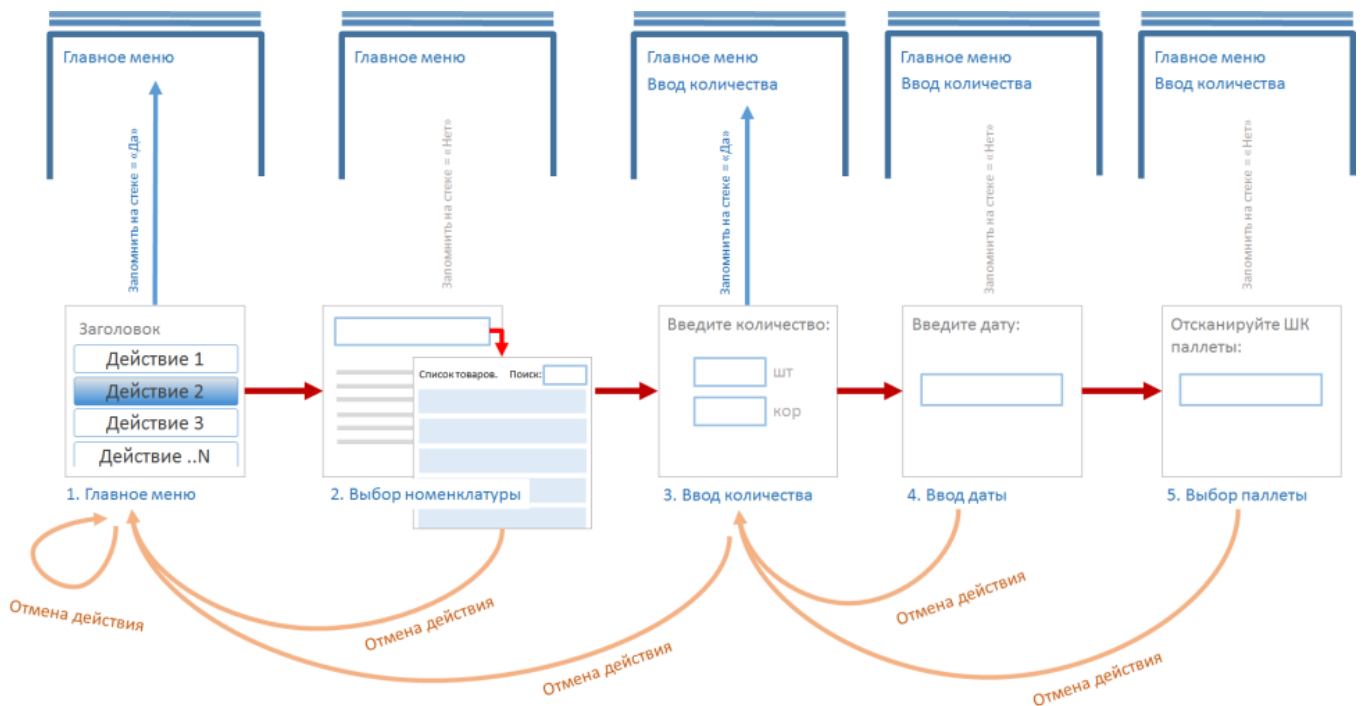 Главное меню
Главное меню
Главное меню
Ввод количества
Главное меню
Ввод количества
Главное меню
Ввод количества
Запомнить на стеке = «Да»
Запомнить на стеке = «Нет»
Запомнить на стеке = «Да»
Запомнить на стеке = «Нет»
Запомнить на стеке = «Нет»
Заголовок
Действие 1
Действие 2
Действие 3
Действие ..N
1. Главное меню
Список товаров. Поиск:
2. Выбор номенклатуры
Введите количество:
шт
кор
3. Ввод количества
Введите дату:
4. Ввод даты
Отсканируйте ШК
паллеты:
5. Выбор паллеты
Отмена действия
Отмена действия
Отмена действия
Отмена действия
Отмена действия